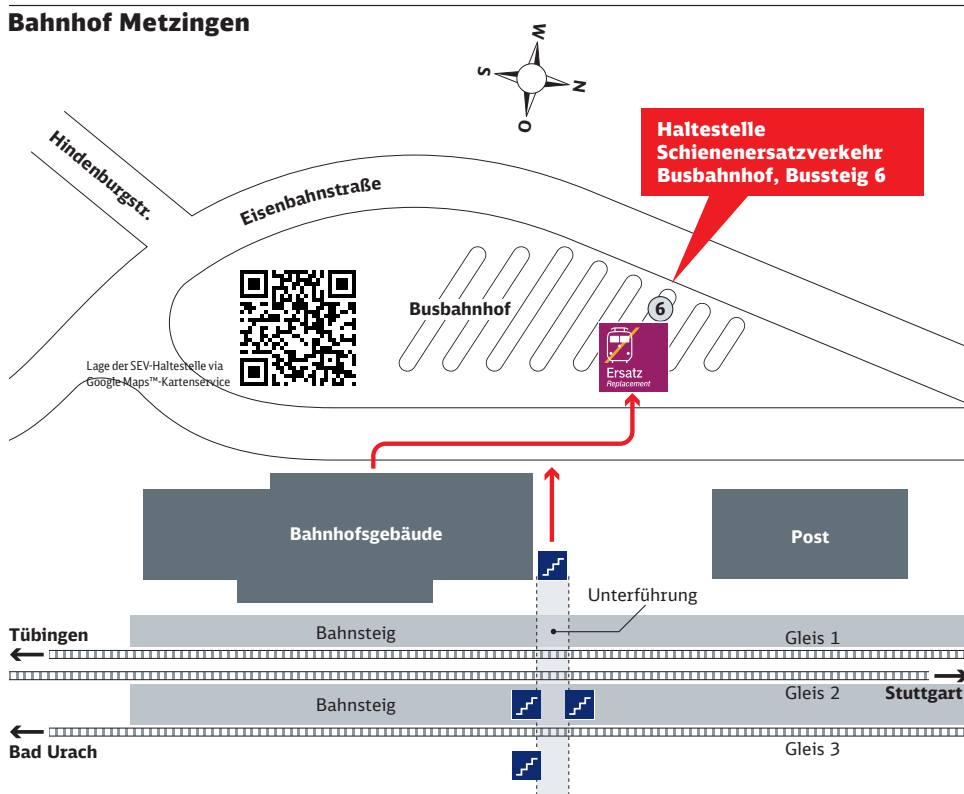 Bahnhof Metzingen
W
S
N
O
Haltestelle
Schienenersatzverkehr
Busbahnhof, Bussteig 6
Hindenburgstr.
Eisenbahnstraße
Busbahnhof
6
Lage der SEV-Haltestelle via
Google Maps™-Kartenservice
Ersatz
Replacement
Bahnhofsgebäude
Post
Unterführung
Tübingen
Bahnsteig
Gleis 1
Bahnsteig
Gleis 2
Stuttgart
Bad Urach
Gleis 3